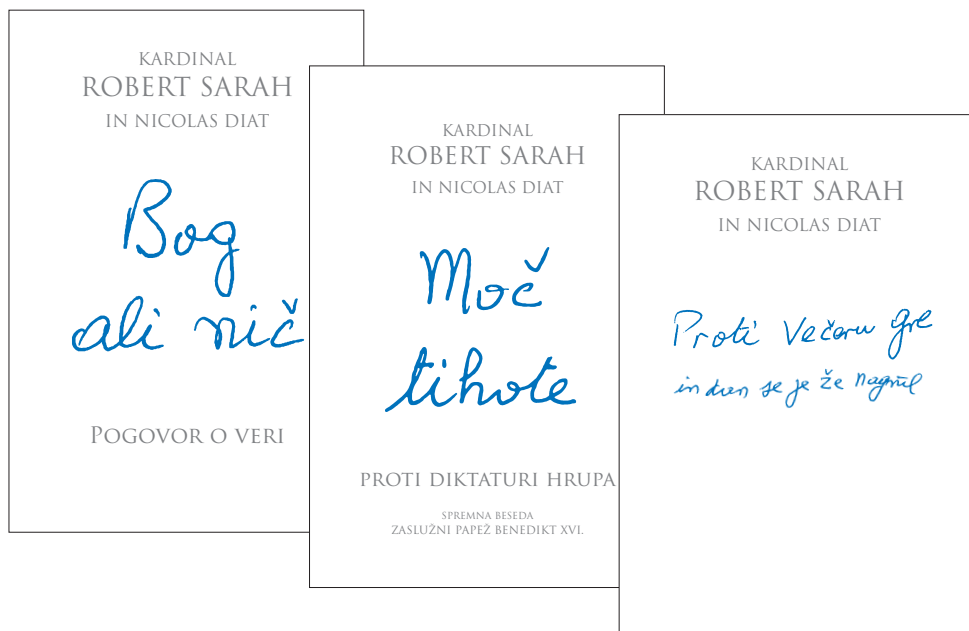 KARDINAL
ROBERT SARAH
IN NICOLAS DIAT
Bog
ali nič
POGOVOR O VERI
KARDINAL
ROBERT SARAH
IN NICOLAS DIAT
Moč
tihote
PROTI DIKTATURI HRUPA
SPREMNA BESEDA
ZASLUŽNI PAPEŽ BENEDIKT XVI.
KARDINAL
ROBERT SARAH
IN NICOLAS DIAT
Proti Večeru gre
in dan se je že nagnil